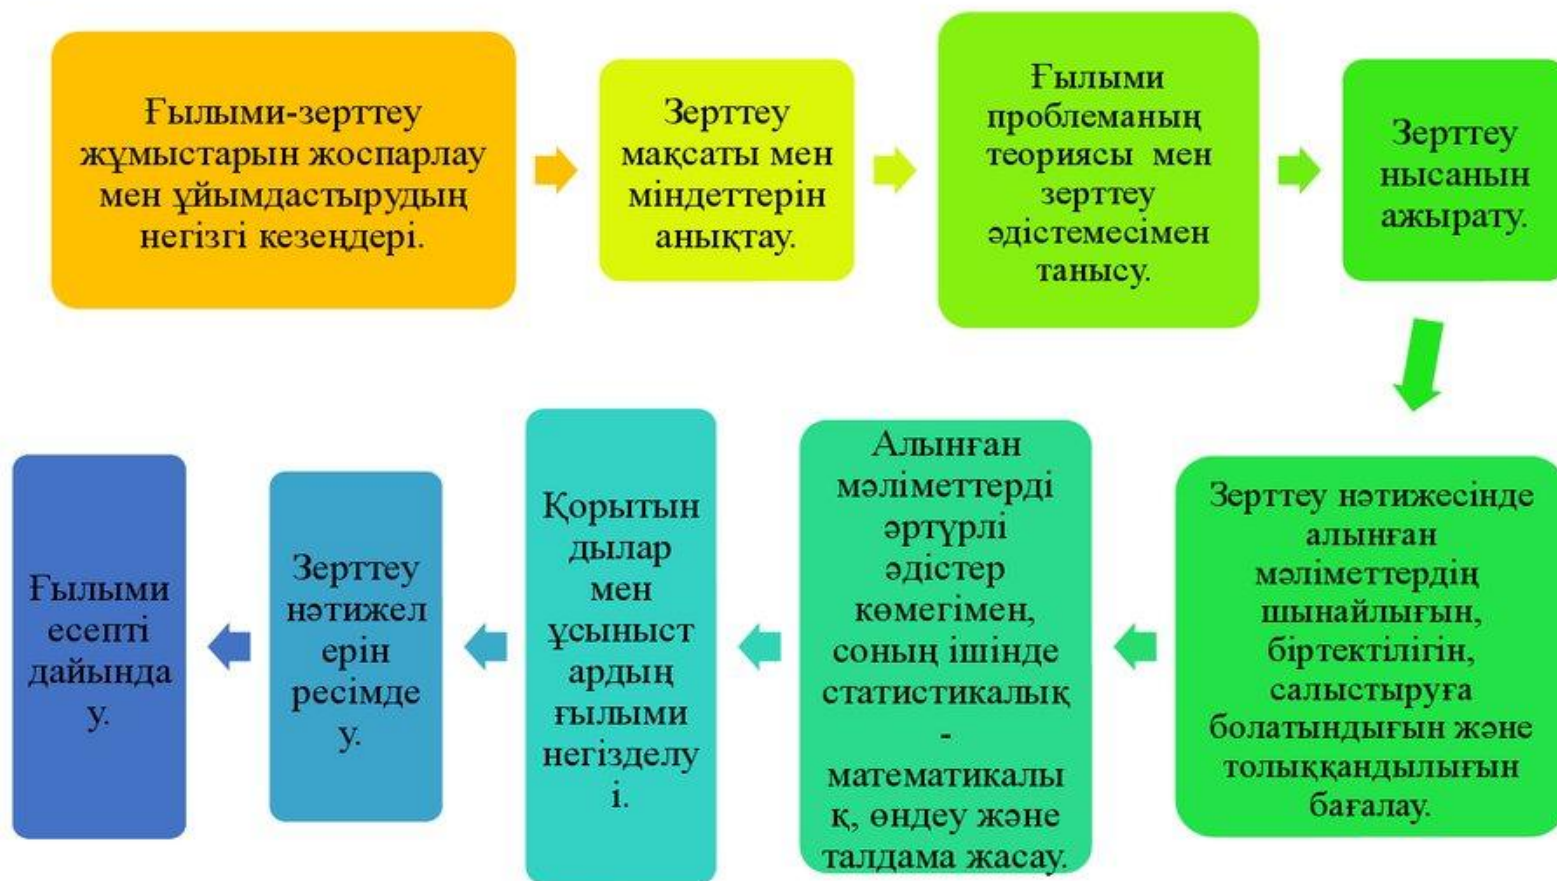 Ғылыми-зерттеу
жұмыстарын жоспарлау
мен ұйымдастырудың
негізгі кезеңдері.
Зерттеу
мақсаты мен
міндеттерін
анықтау.
Ғылыми
проблеманың
теориясы мен
зерттеу
әдістемесімен
танысу.
Зерттеу
нысанын
ажырату.
Зерттеу нәтижесінде
алынған
мәліметтердің
шынайлығын,
біртектілігін,
салыстыруға
болатындығын және
толыққандылығын
бағалау.
Алынған
мәліметтерді
әртүрлі
әдістер
көмегімен,
соның ішінде
статистикалық
-
математикалы
қ, өндеу және
талдама жасау.
Қорытын
дылар
мен
ұсыныст
ардың
ғылыми
негізделу
і.
Зерттеу
нәтижел
ерін
ресімде
у.
Ғылыми
есепті
дайында
у.